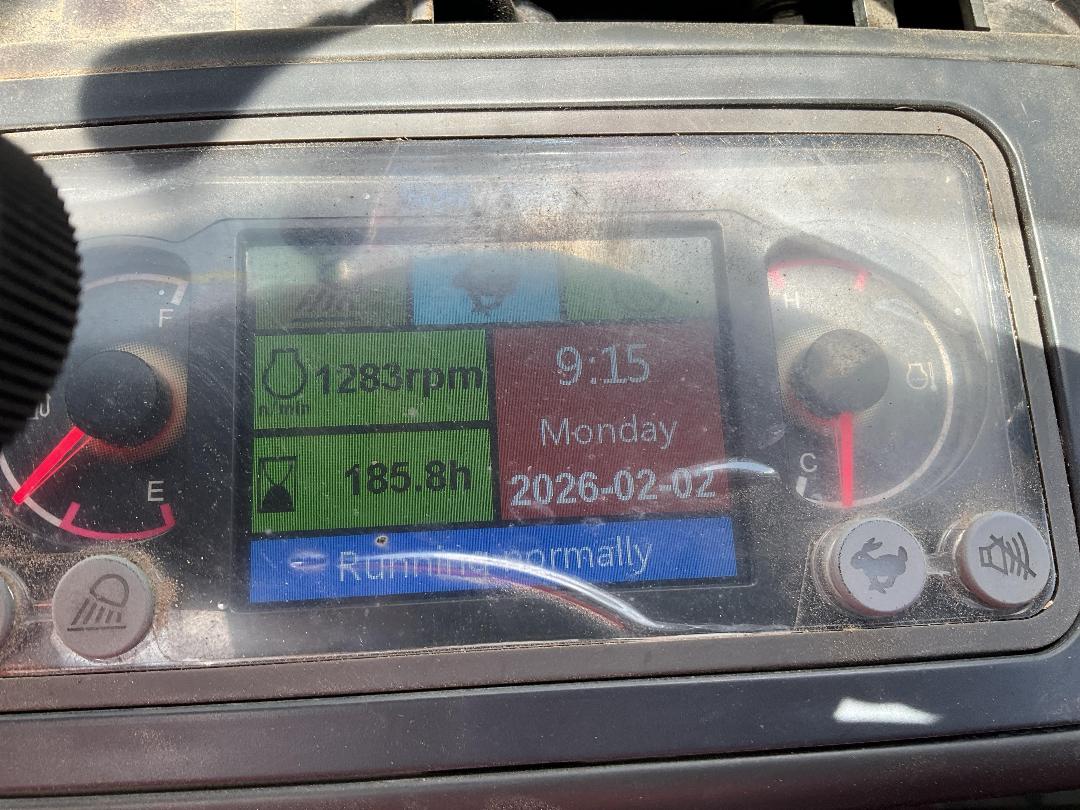 F
H
1283rpm
n/min
9:15
Monday
185.8h
2026-02-02
C
E
Running normally